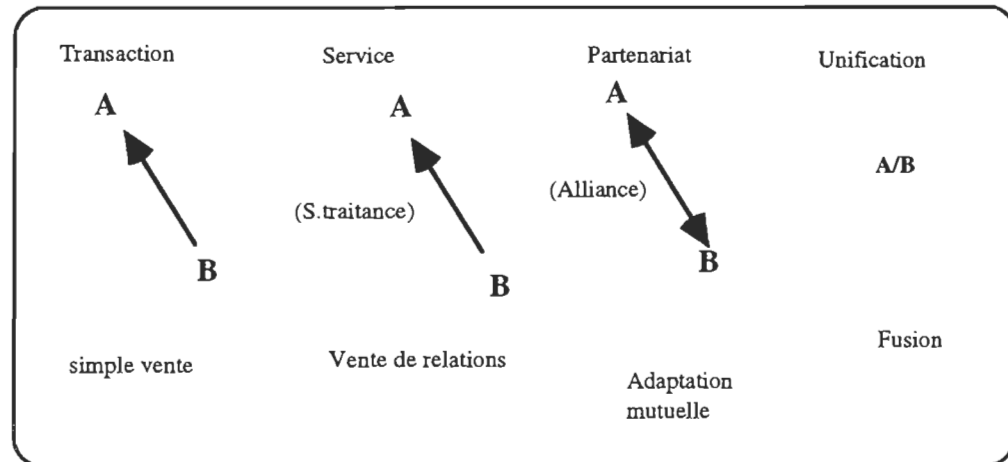 Transaction
Service
Partenariat
Unification
A
A
A
A/B
(S.traitance)
(Alliance)
B
B
B
simple vente
Vente de relations
Adaptation
mutuelle
Fusion